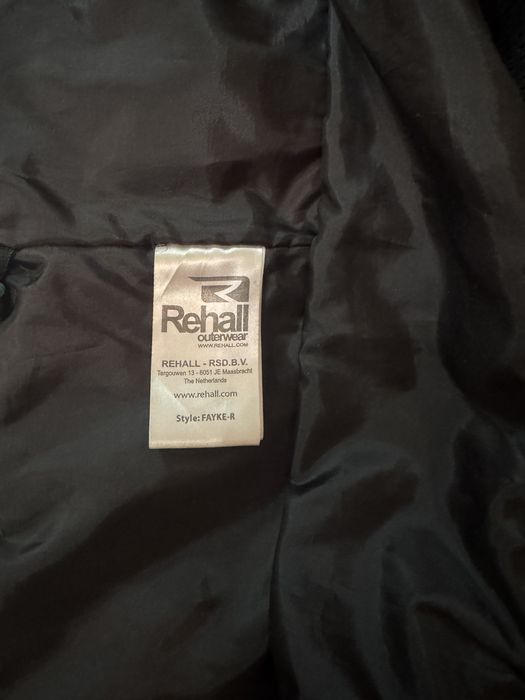 R
Rehall
outerwear
WWW.REHALL.COM
REHALL - RSD.B.V.
Tergouwen 13 - 6051 JE Maasbracht
The Netherlands
www.rehall.com
Style: FAYKE-R